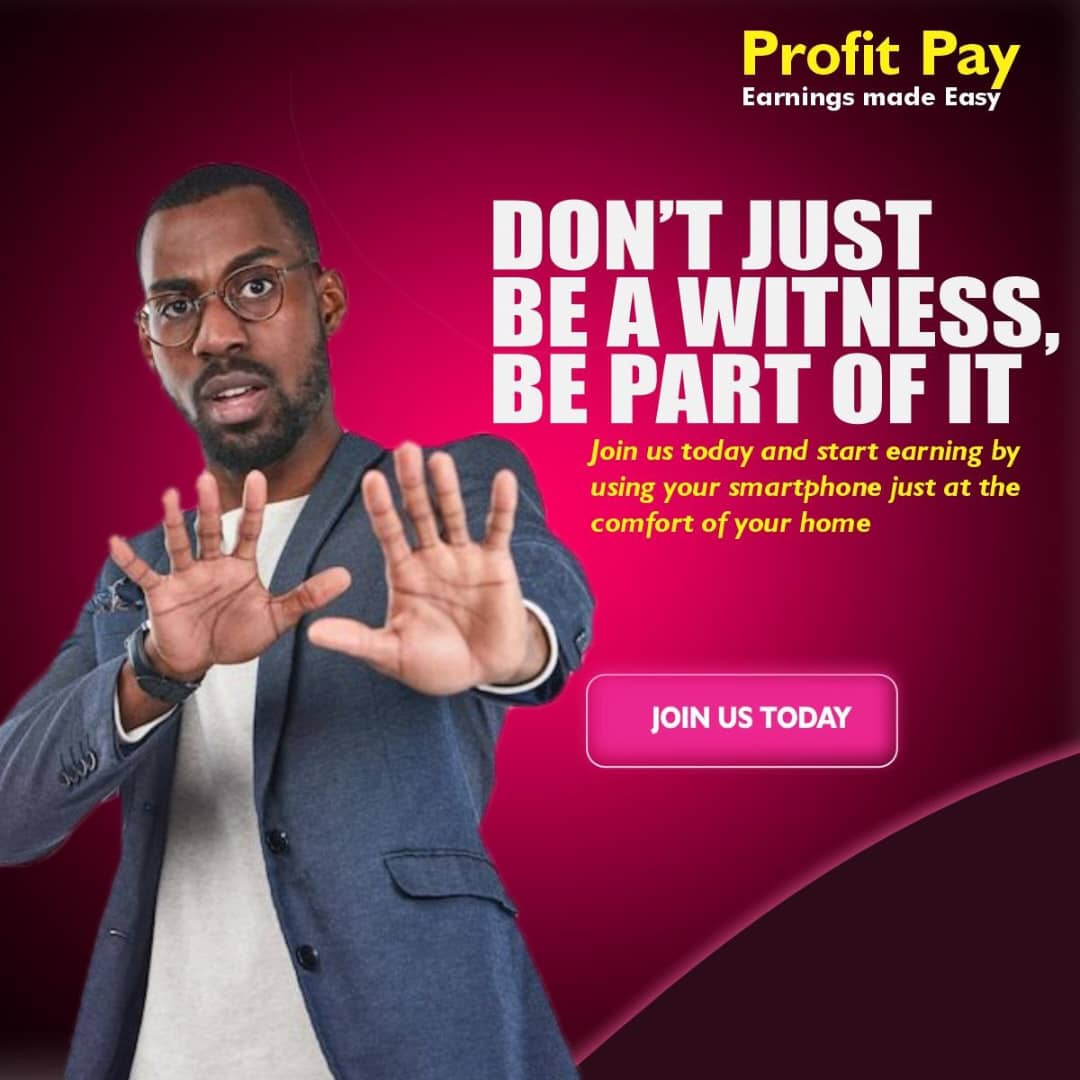 Profit Pay
Earnings made Easy
DON'T JUST
BE A WITNESS,
BE PART OF IT
Join us today and start earning by
using your smartphone just at the
comfort of your home
JOIN US TODAY